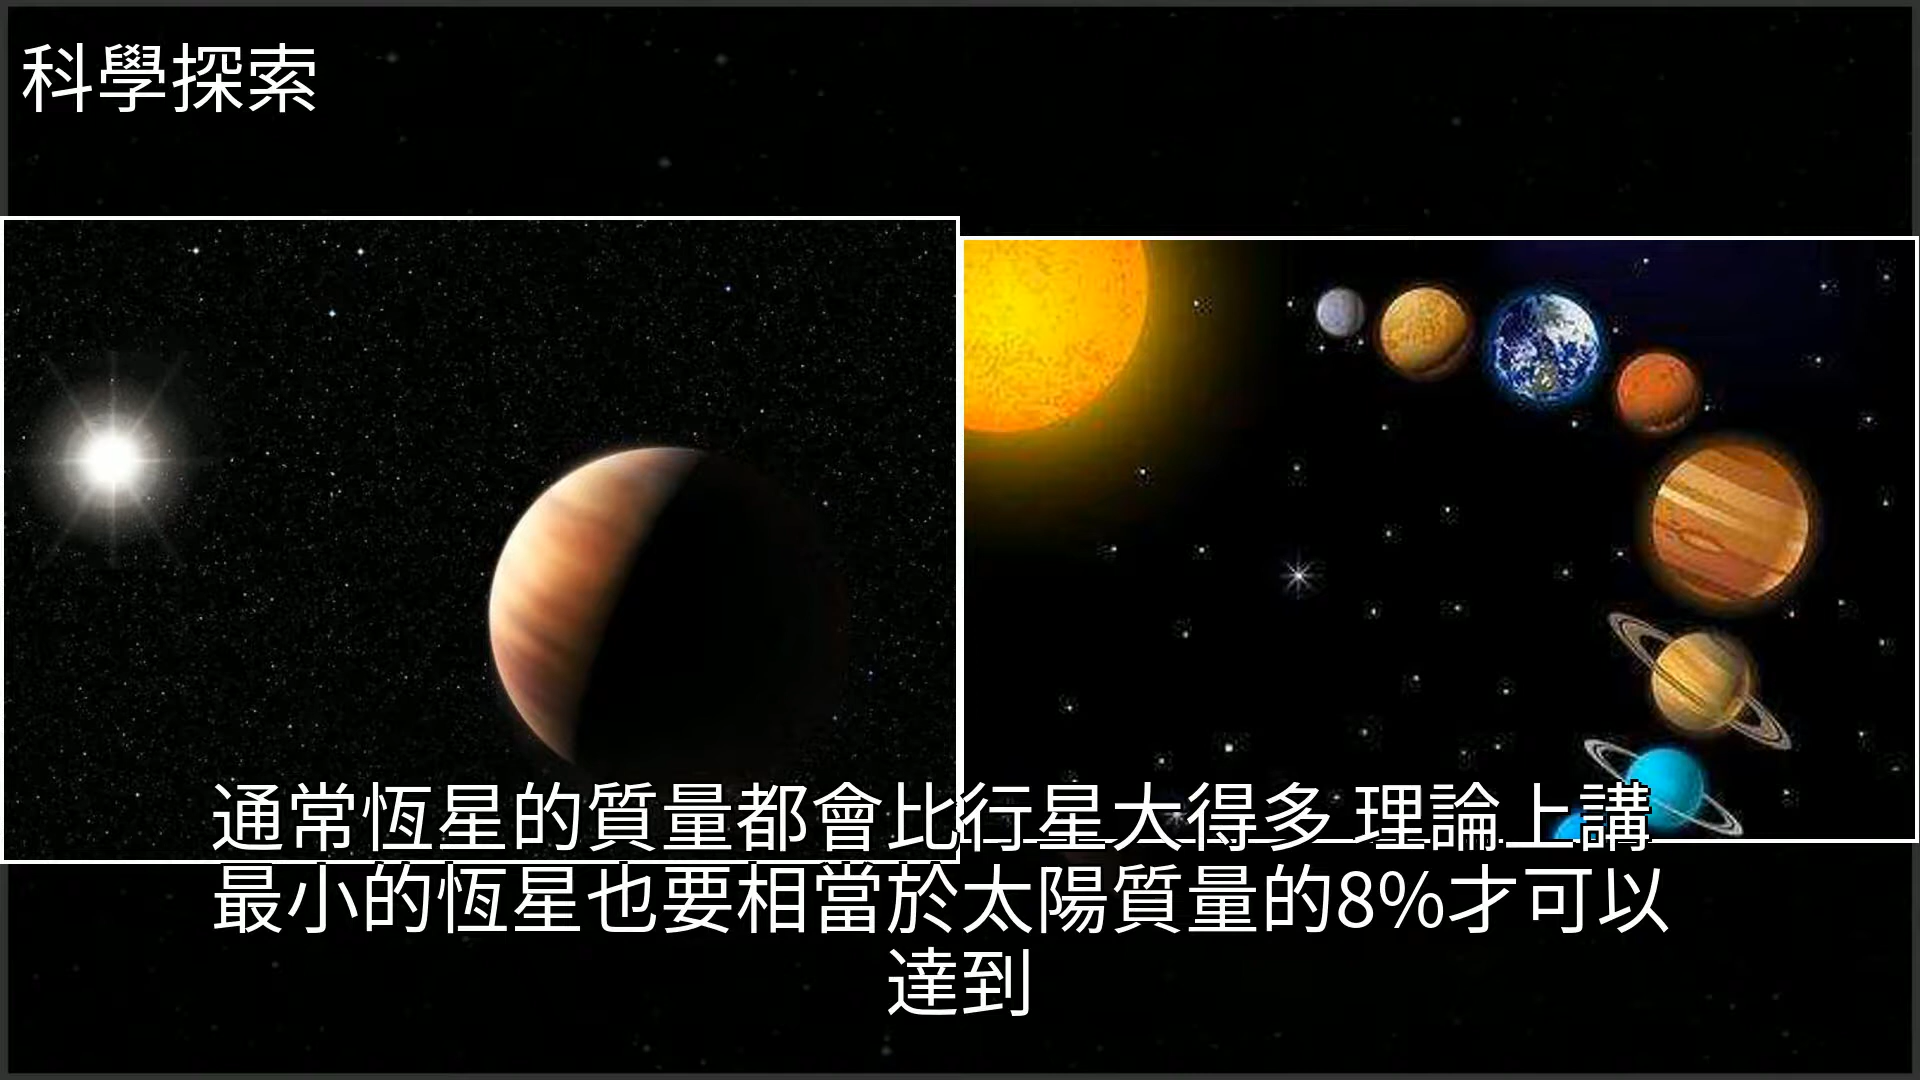 科學探索
通常恆星的質量都會比行星大得多 理論上講
最小的恆星也要相當於太陽質量的8%才可以
達到